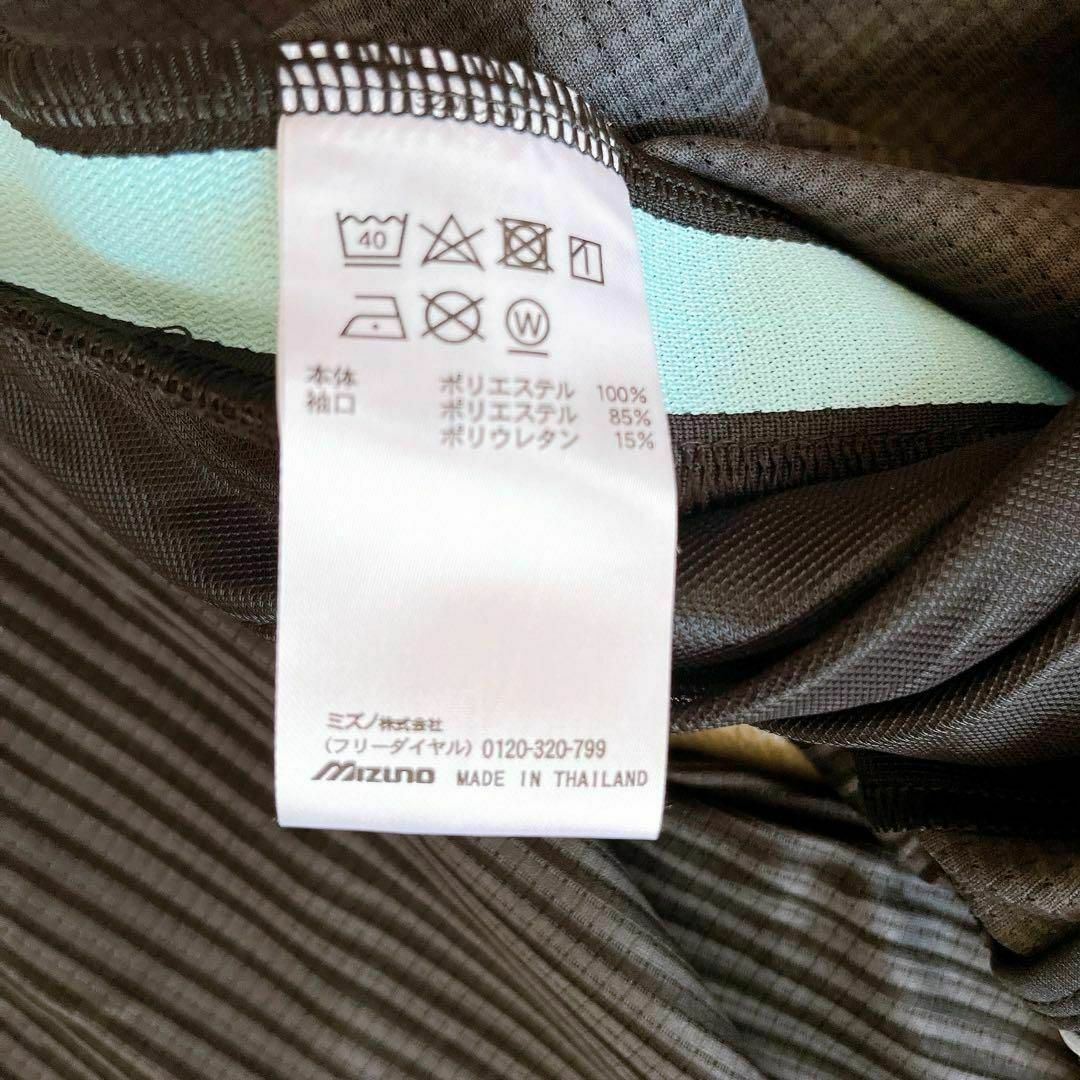 40
W
本体 ポリエステル 100%
袖口 ポリエステル 85%
ポリウレタン 15%
ミズノ株式会社
(フリーダイヤル) 0120-320-799
MIZUNO MADE IN THAILAND